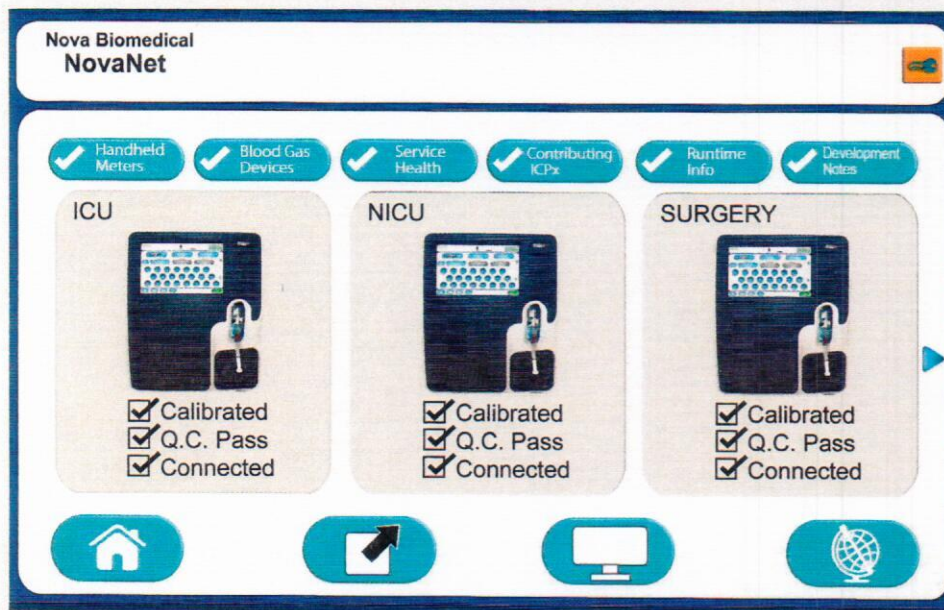 Nova Biomedical
NovaNet
Handheld
Meters
Blood Gas
Devices
Service
Health
Contributing
ICPx
Runtime
Info
Development
Notes
ICU
NICU
SURGERY
Calibrated
Q.C. Pass
Connected
Calibrated
Q.C. Pass
Connected
Calibrated
Q.C. Pass
Connected